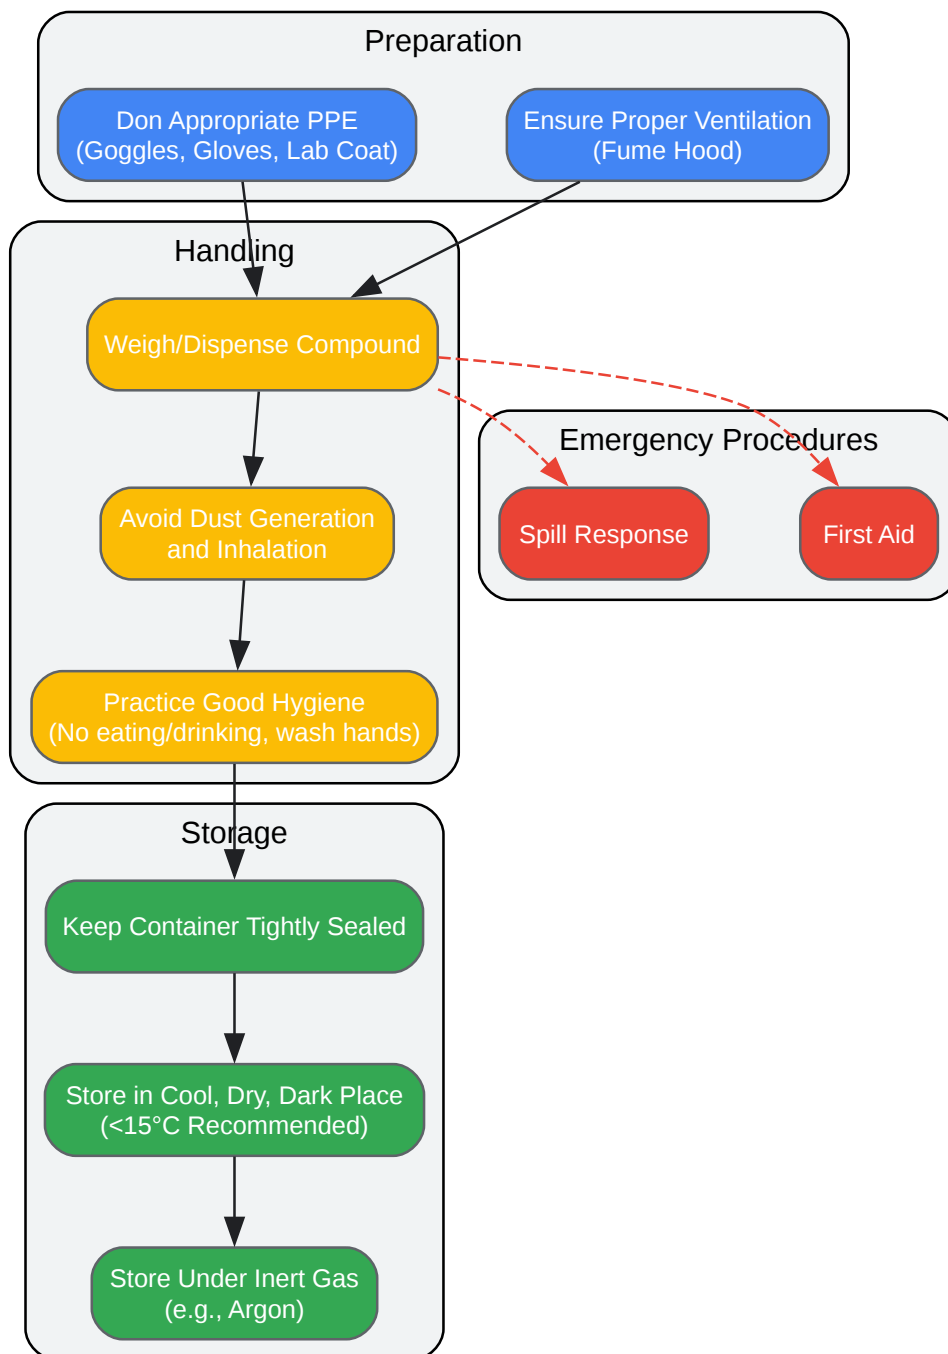 Preparation
Don Appropriate PPE
(Goggles, Gloves, Lab Coat)
Ensure Proper Ventilation
(Fume Hood)
Handling
Weigh/Dispense Compound
Avoid Dust Generation
and Inhalation
Practice Good Hygiene
(No eating/drinking, wash hands)
Emergency Procedures
Spill Response
First Aid
Storage
Keep Container Tightly Sealed
Store in Cool, Dry, Dark Place
(<15°C Recommended)
Store Under Inert Gas
(e.g., Argon)